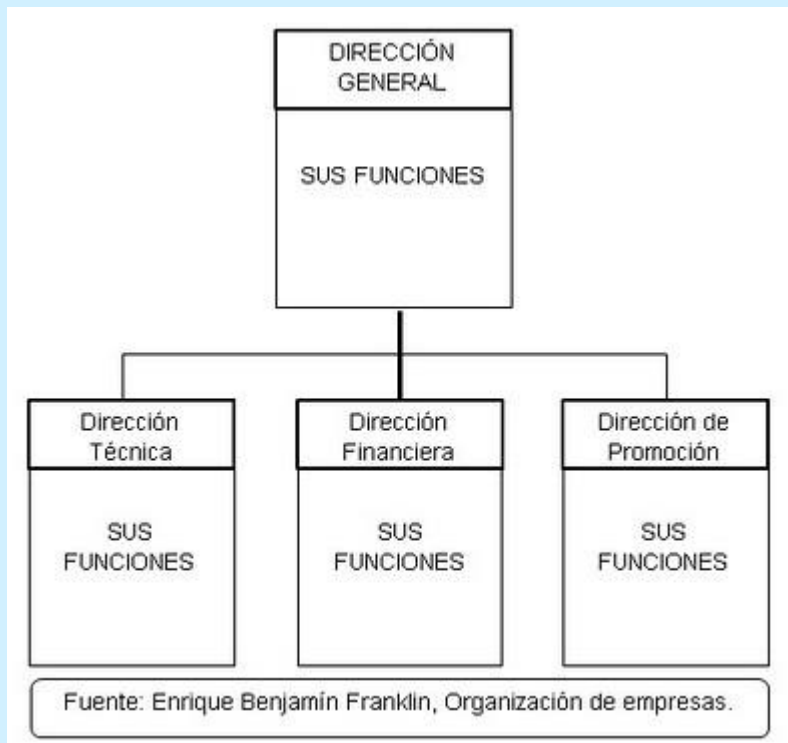 DIRECCIÓN
GENERAL
SUS FUNCIONES
Dirección
Técnica
SUS
FUNCIONES
Dirección
Financiera
SUS
FUNCIONES
Dirección de
Promoción
SUS
FUNCIONES
Fuente: Enrique Benjamín Franklin, Organización de empresas.